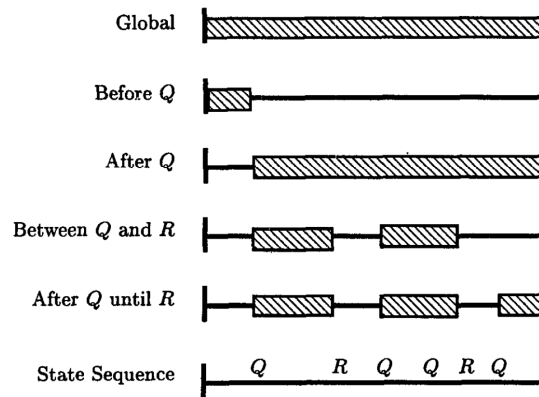 Global
Before Q
After Q
Between Q and R
After Q until R
State Sequence Q R Q Q R Q